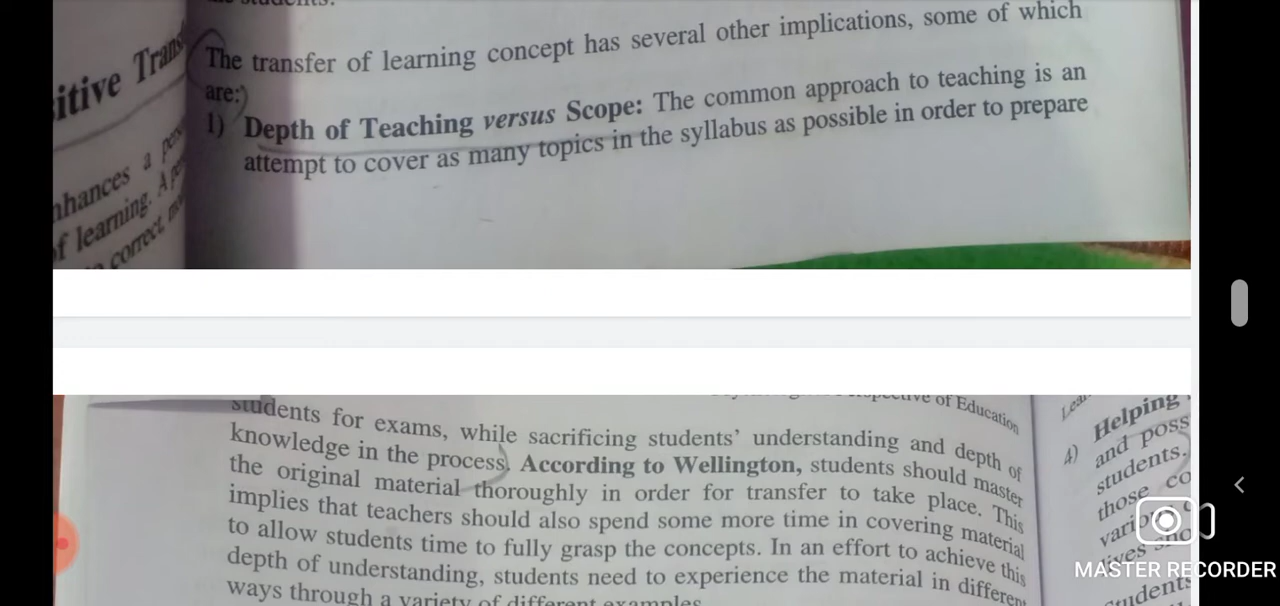 itive Trans
nhances a pers
of learning. A
correct,
The transfer of learning concept has several other implications, some of which
are:
1) Depth of Teaching versus Scope: The common approach to teaching is an
attempt to cover as many topics in the syllabus as possible in order to prepare
of Education
students for exams, while sacrificing students' understanding and depth of
knowledge in the process. According to Wellington, students should master
the original material thoroughly in order for transfer to take place. This
implies that teachers should also spend some more time in covering material
to allow students time to fully grasp the concepts. In an effort to achieve this
depth of understanding, students need to experience the material in differen
ways through a variety of different examples
4) Helping
and poss
students.
those co
MASTER RECORDER